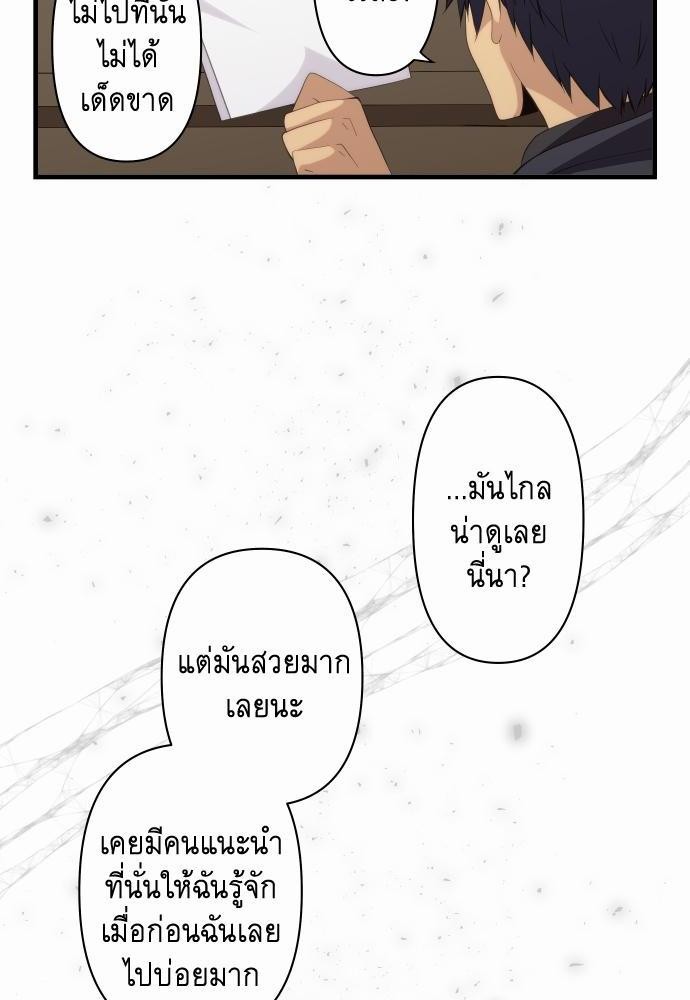 ไม่ไปที่นั่น
ไม่ได้
เด็ดขาด
...มันไกล
น่าดูเลย
นี่นา?
แต่มันสวยมาก
เลยนะ
เคยมีคนแนะนำ
ที่นั่นให้ฉันรู้จัก
เมื่อก่อนฉันเลย
ไปบ่อยมาก